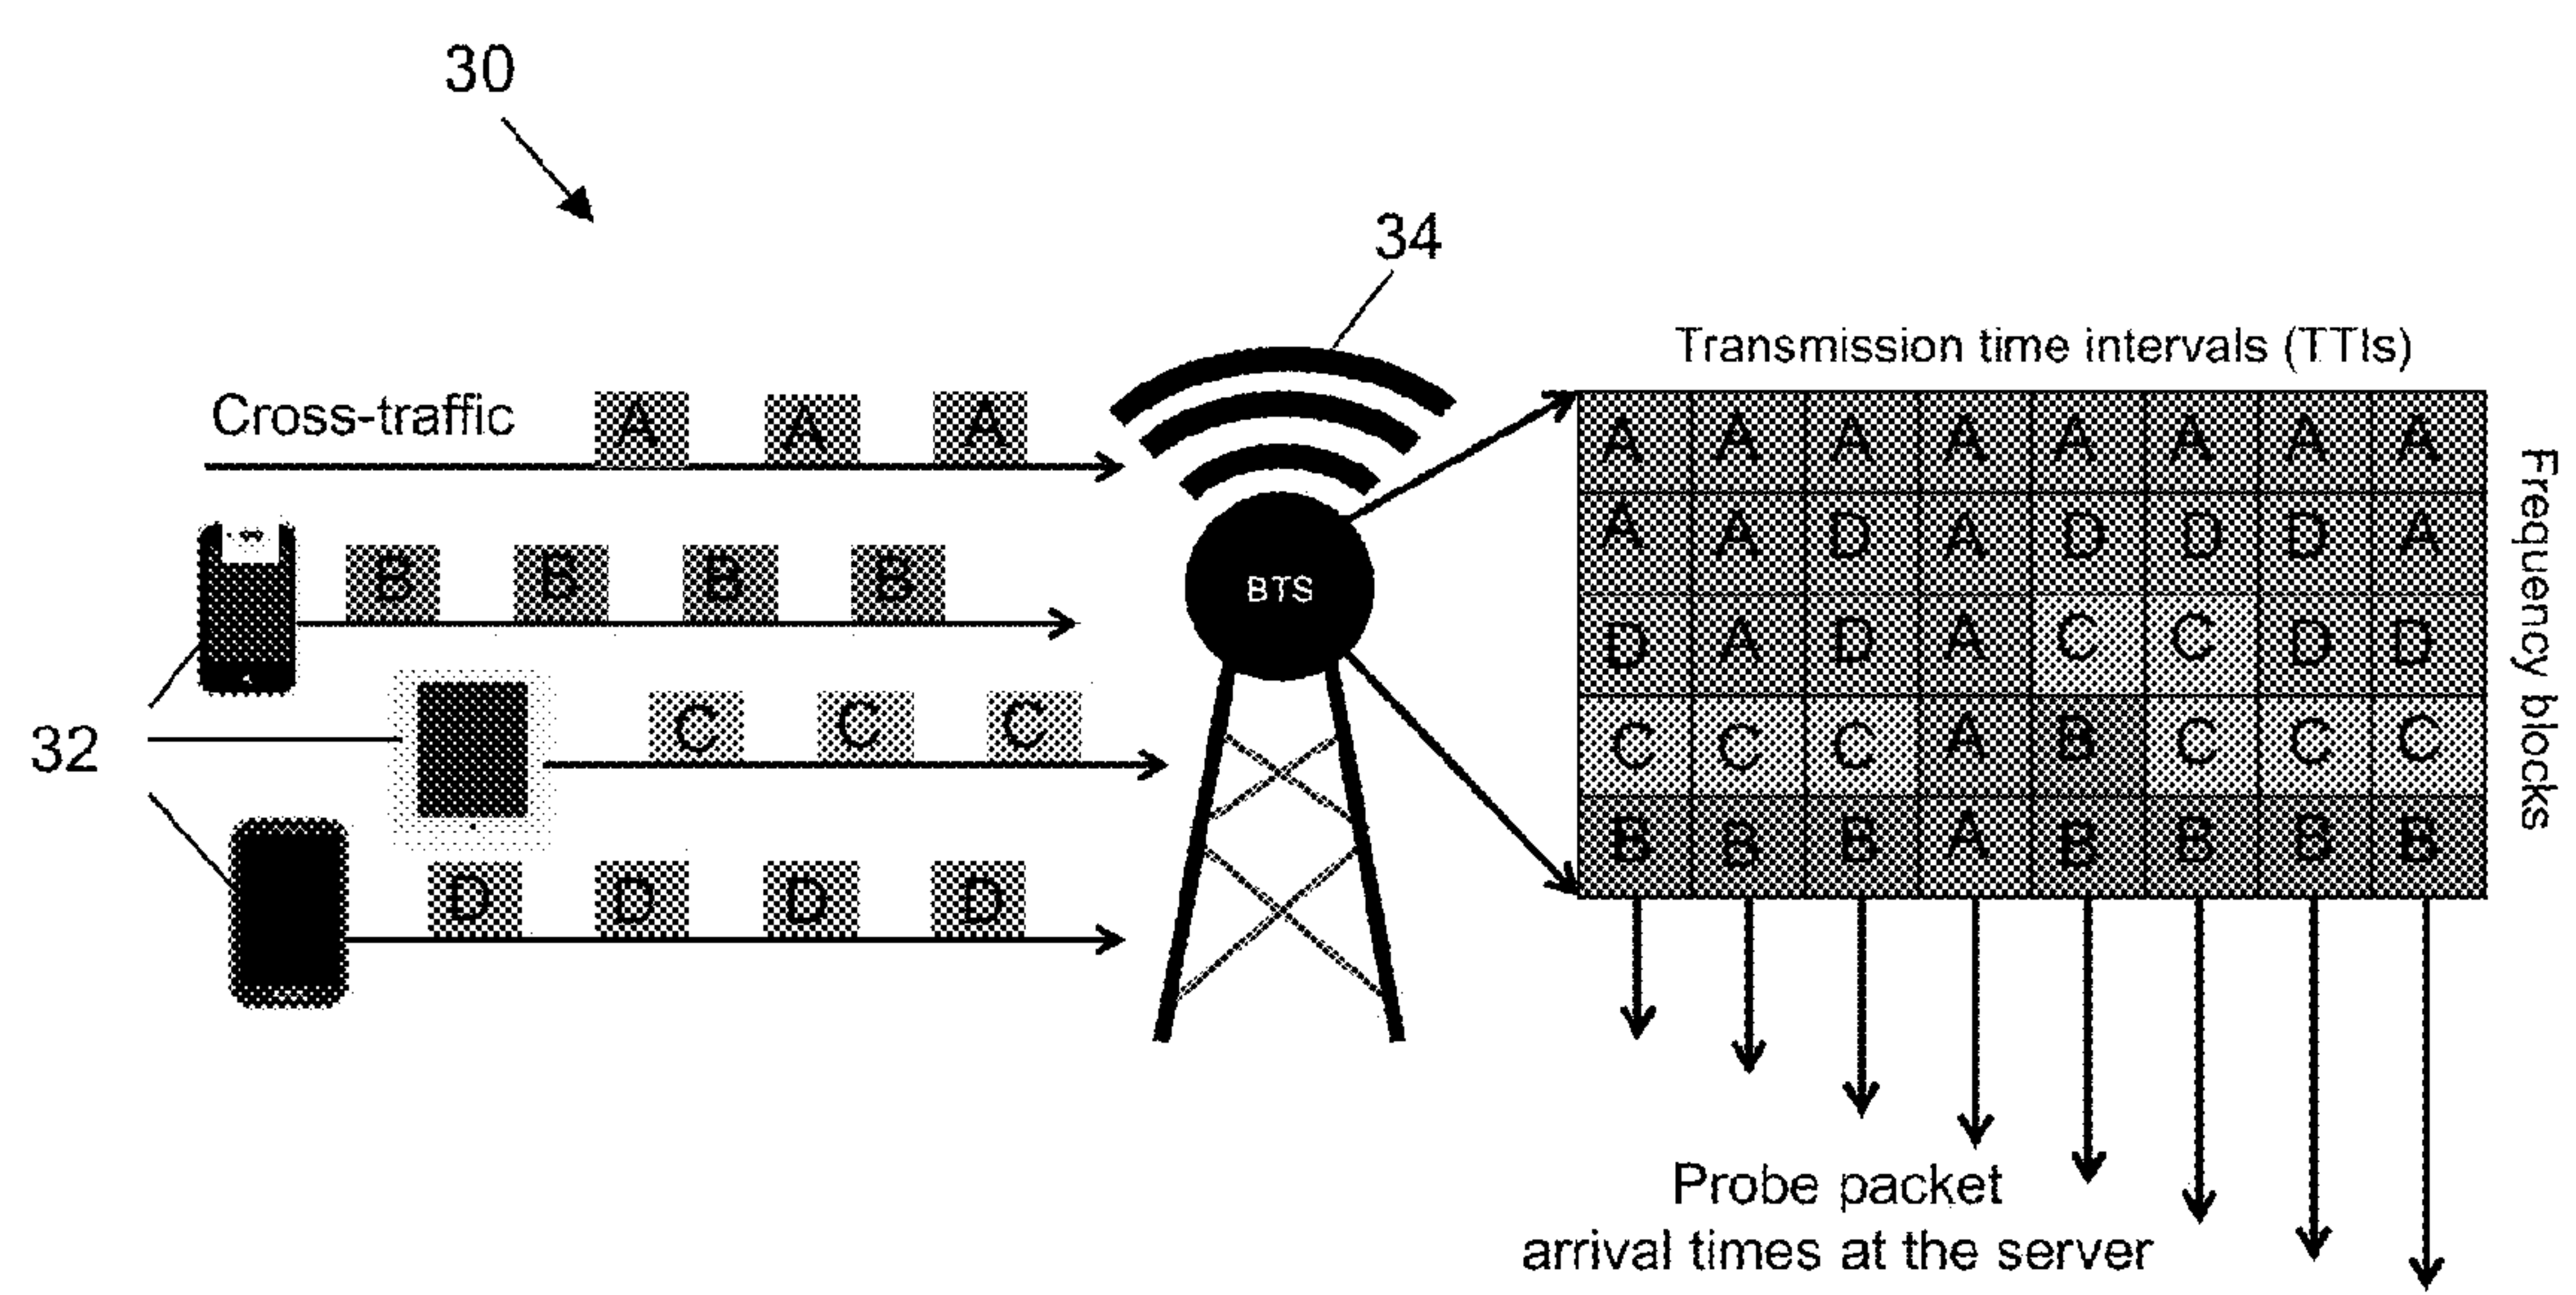 30
34
Transmission time intervals (TTIs)
Cross-traffic
A A A
B B B B
C C C
D D D D
32
BTS
A A A A A A A A
A A D A D D D A
D A D A C C D D
C C C A B C C C
B B B A B B B B
Frequency blocks
Probe packet
arrival times at the server